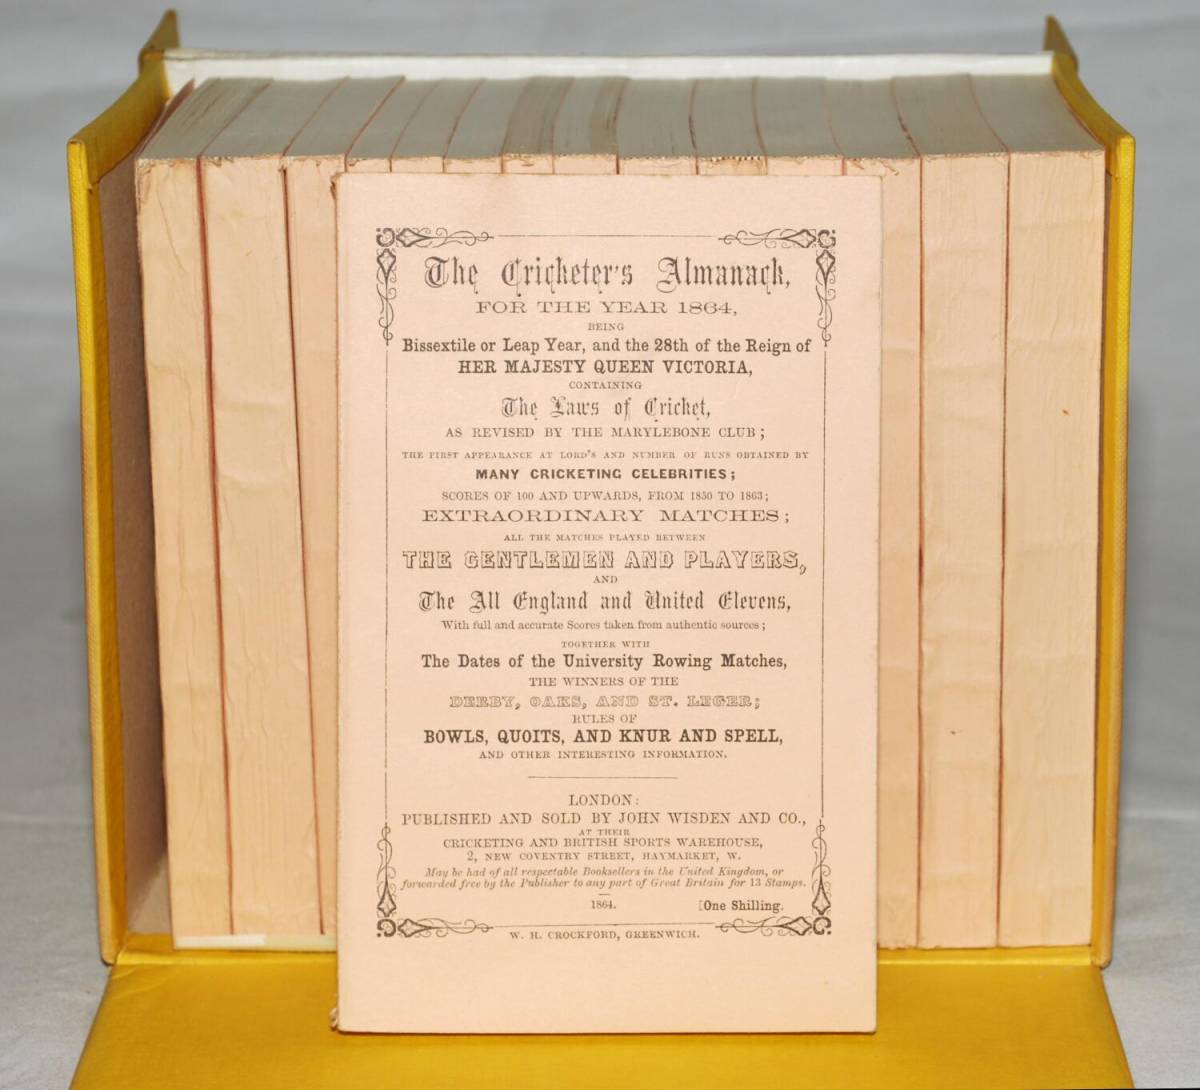 The Cricketer's Almanack,
FOR THE YEAR 1864,
BEING
Bissextile or Leap Year, and the 28th of the Reign of
HER MAJESTY QUEEN VICTORIA,
CONTAINING
The Laws of Cricket,
AS REVISED BY THE MARYLEBONE CLUB;
THE FIRST APPEARANCE AT LORD'S AND NUMBER OF RUNS OBTAINED BY
MANY CRICKETING CELEBRITIES;
SCORES OF 100 AND UPWARDS, FROM 1850 TO 1863;
EXTRAORDINARY MATCHES;
ALL THE MATCHES PLAYED BETWEEN
THE GENTLEMEN AND PLAYERS,
AND
The All England and United Elevens,
With full and accurate Scores taken from authentic sources;
TOGETHER WITH
The Dates of the University Rowing Matches,
THE WINNERS OF THE
DERBY, OAKS, AND ST. LEGER;
RULES OF
BOWLS, QUOITS, AND KNUR AND SPELL,
AND OTHER INTERESTING INFORMATION.
LONDON:
PUBLISHED AND SOLD BY JOHN WISDEN AND CO.,
AT THEIR
CRICKETING AND BRITISH SPORTS WAREHOUSE,
2, NEW COVENTRY STREET, HAYMARKET, W.
May be had of all respectable Booksellers in the United Kingdom, or
forwarded free by the Publisher to any part of Great Britain for 13 Stamps.
1864. [One Shilling.
W. H. CROCKFORD, GREENWICH.